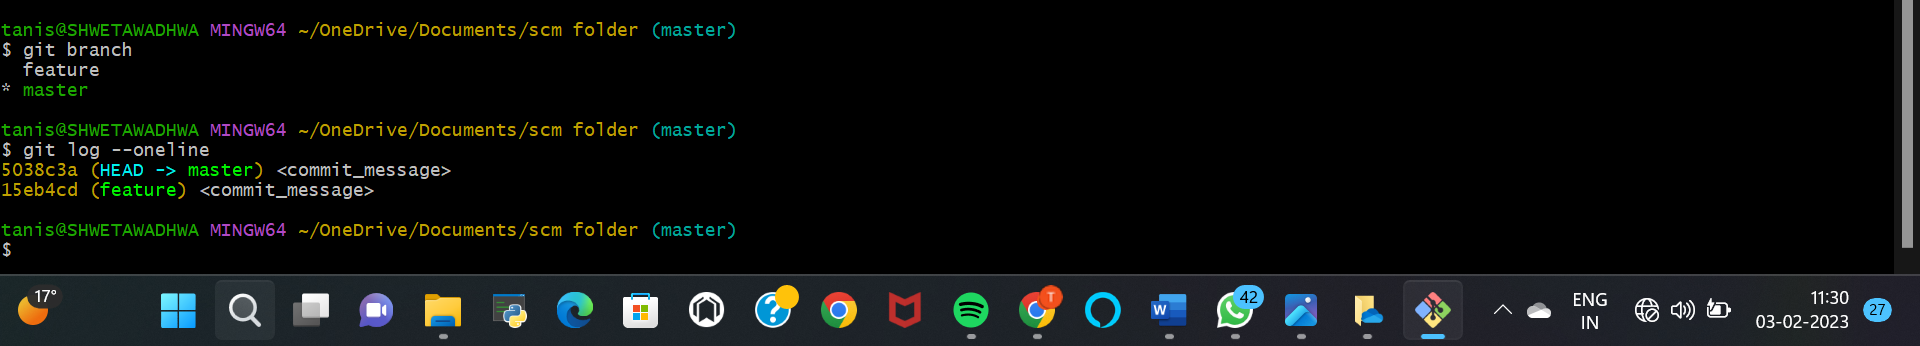 tanis@SHWETAWADHWA MINGW64 ~/OneDrive/Documents/scm folder (master)
$ git branch
  feature
* master
tanis@SHWETAWADHWA MINGW64 ~/OneDrive/Documents/scm folder (master)
$ git log --oneline
5038c3a (HEAD -> master) <commit_message>
15eb4cd (feature) <commit_message>
tanis@SHWETAWADHWA MINGW64 ~/OneDrive/Documents/scm folder (master)
$
17°
T
W
42
ENG
IN
11:30
03-02-2023
27